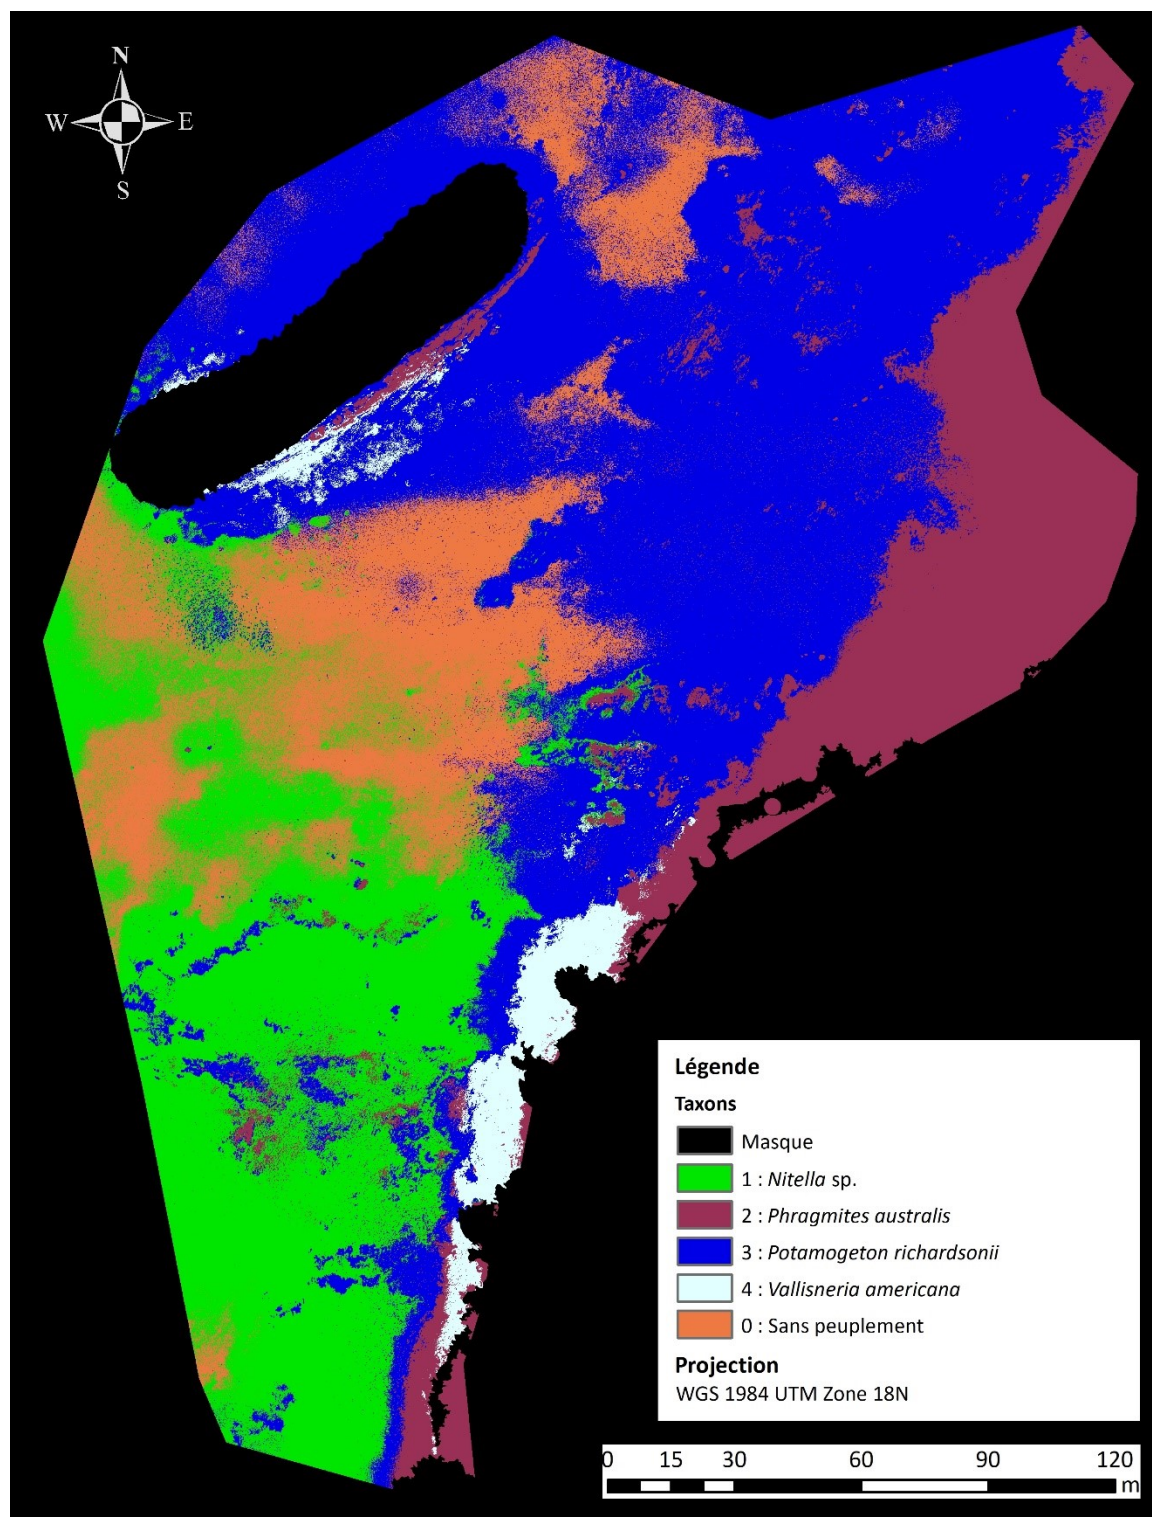 N
W E
S
Légende
Taxons
Masque
1 : Nitella sp.
2 : Phragmites australis
3 : Potamogeton richardsonii
4 : Vallisneria americana
0 : Sans peuplement
Projection
WGS 1984 UTM Zone 18N
0 15 30 60 90 120
m